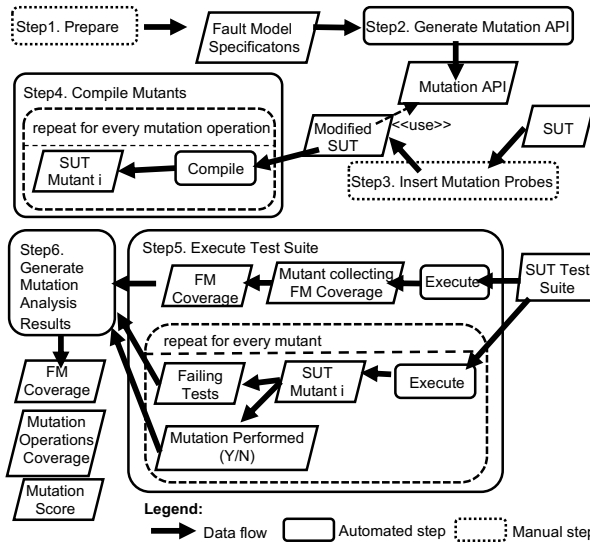 Step1. Prepare
Fault Model
Specificatons
Step2. Generate Mutation API
Mutation API
Step4. Compile Mutants
repeat for every mutation operation
SUT
Mutant i
Compile
Modified
SUT
<<use>>
SUT
Step3. Insert Mutation Probes
Step6.
Generate
Mutation
Analysis
Results
Step5. Execute Test Suite
FM
Coverage
Mutant collecting
FM Coverage
Execute
SUT Test
Suite
repeat for every mutant
Failing
Tests
SUT
Mutant i
Execute
Mutation Performed
(Y/N)
FM
Coverage
Mutation
Operations
Coverage
Mutation
Score
Legend:
Data flow
Automated step
Manual step